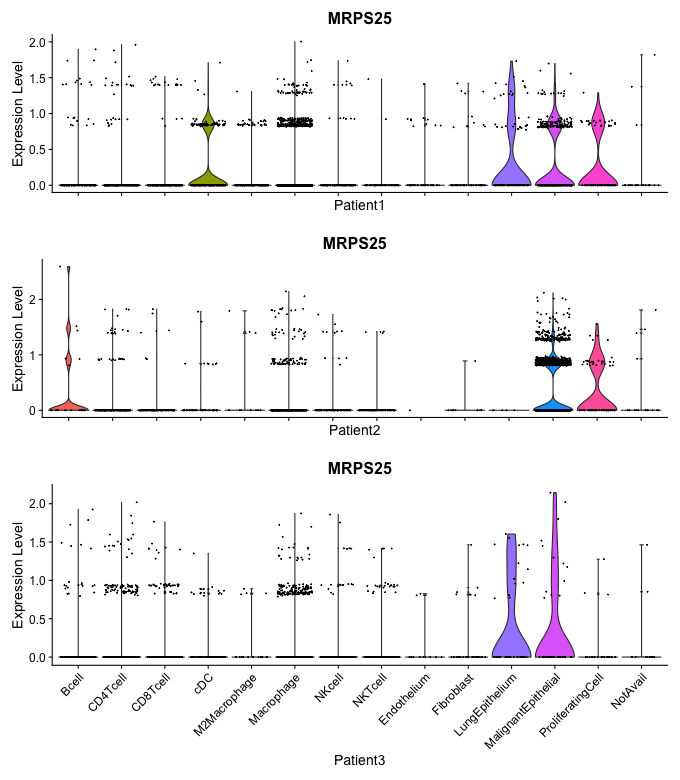 MRPS25
Expression Level
2.0
1.5
1.0
0.5
0.0
Patient1
MRPS25
Expression Level
2
1
0
Patient2
MRPS25
Expression Level
2.0
1.5
1.0
0.5
0.0
Bcell
CD4Tcell
CD8Tcell
cDC
M2Macrophage
Macrophage
NKcell
NKTcell
Endothelium
Fibroblast
LungEpithelium
MalignantEpithelial
ProliferatingCell
NotAvail
Patient3